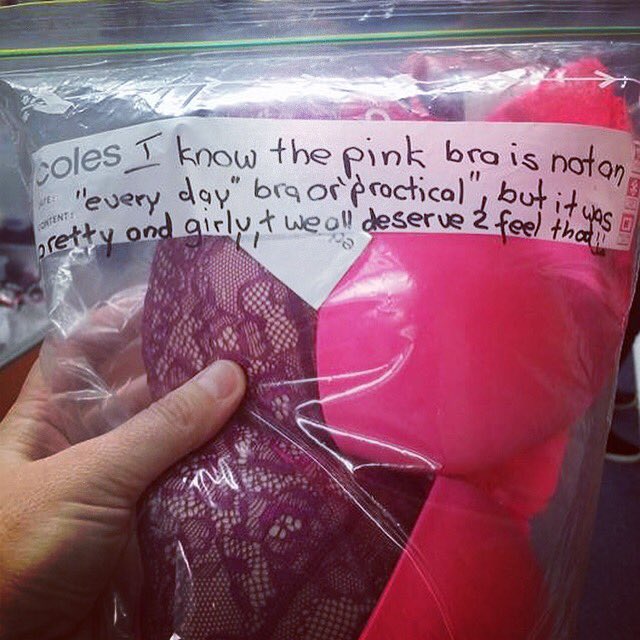 coles I know the pink bra is not an
"every day" bra or "practical", but it was
CONTENT:
pretty and girly, + we all deserve 2 feel that!!